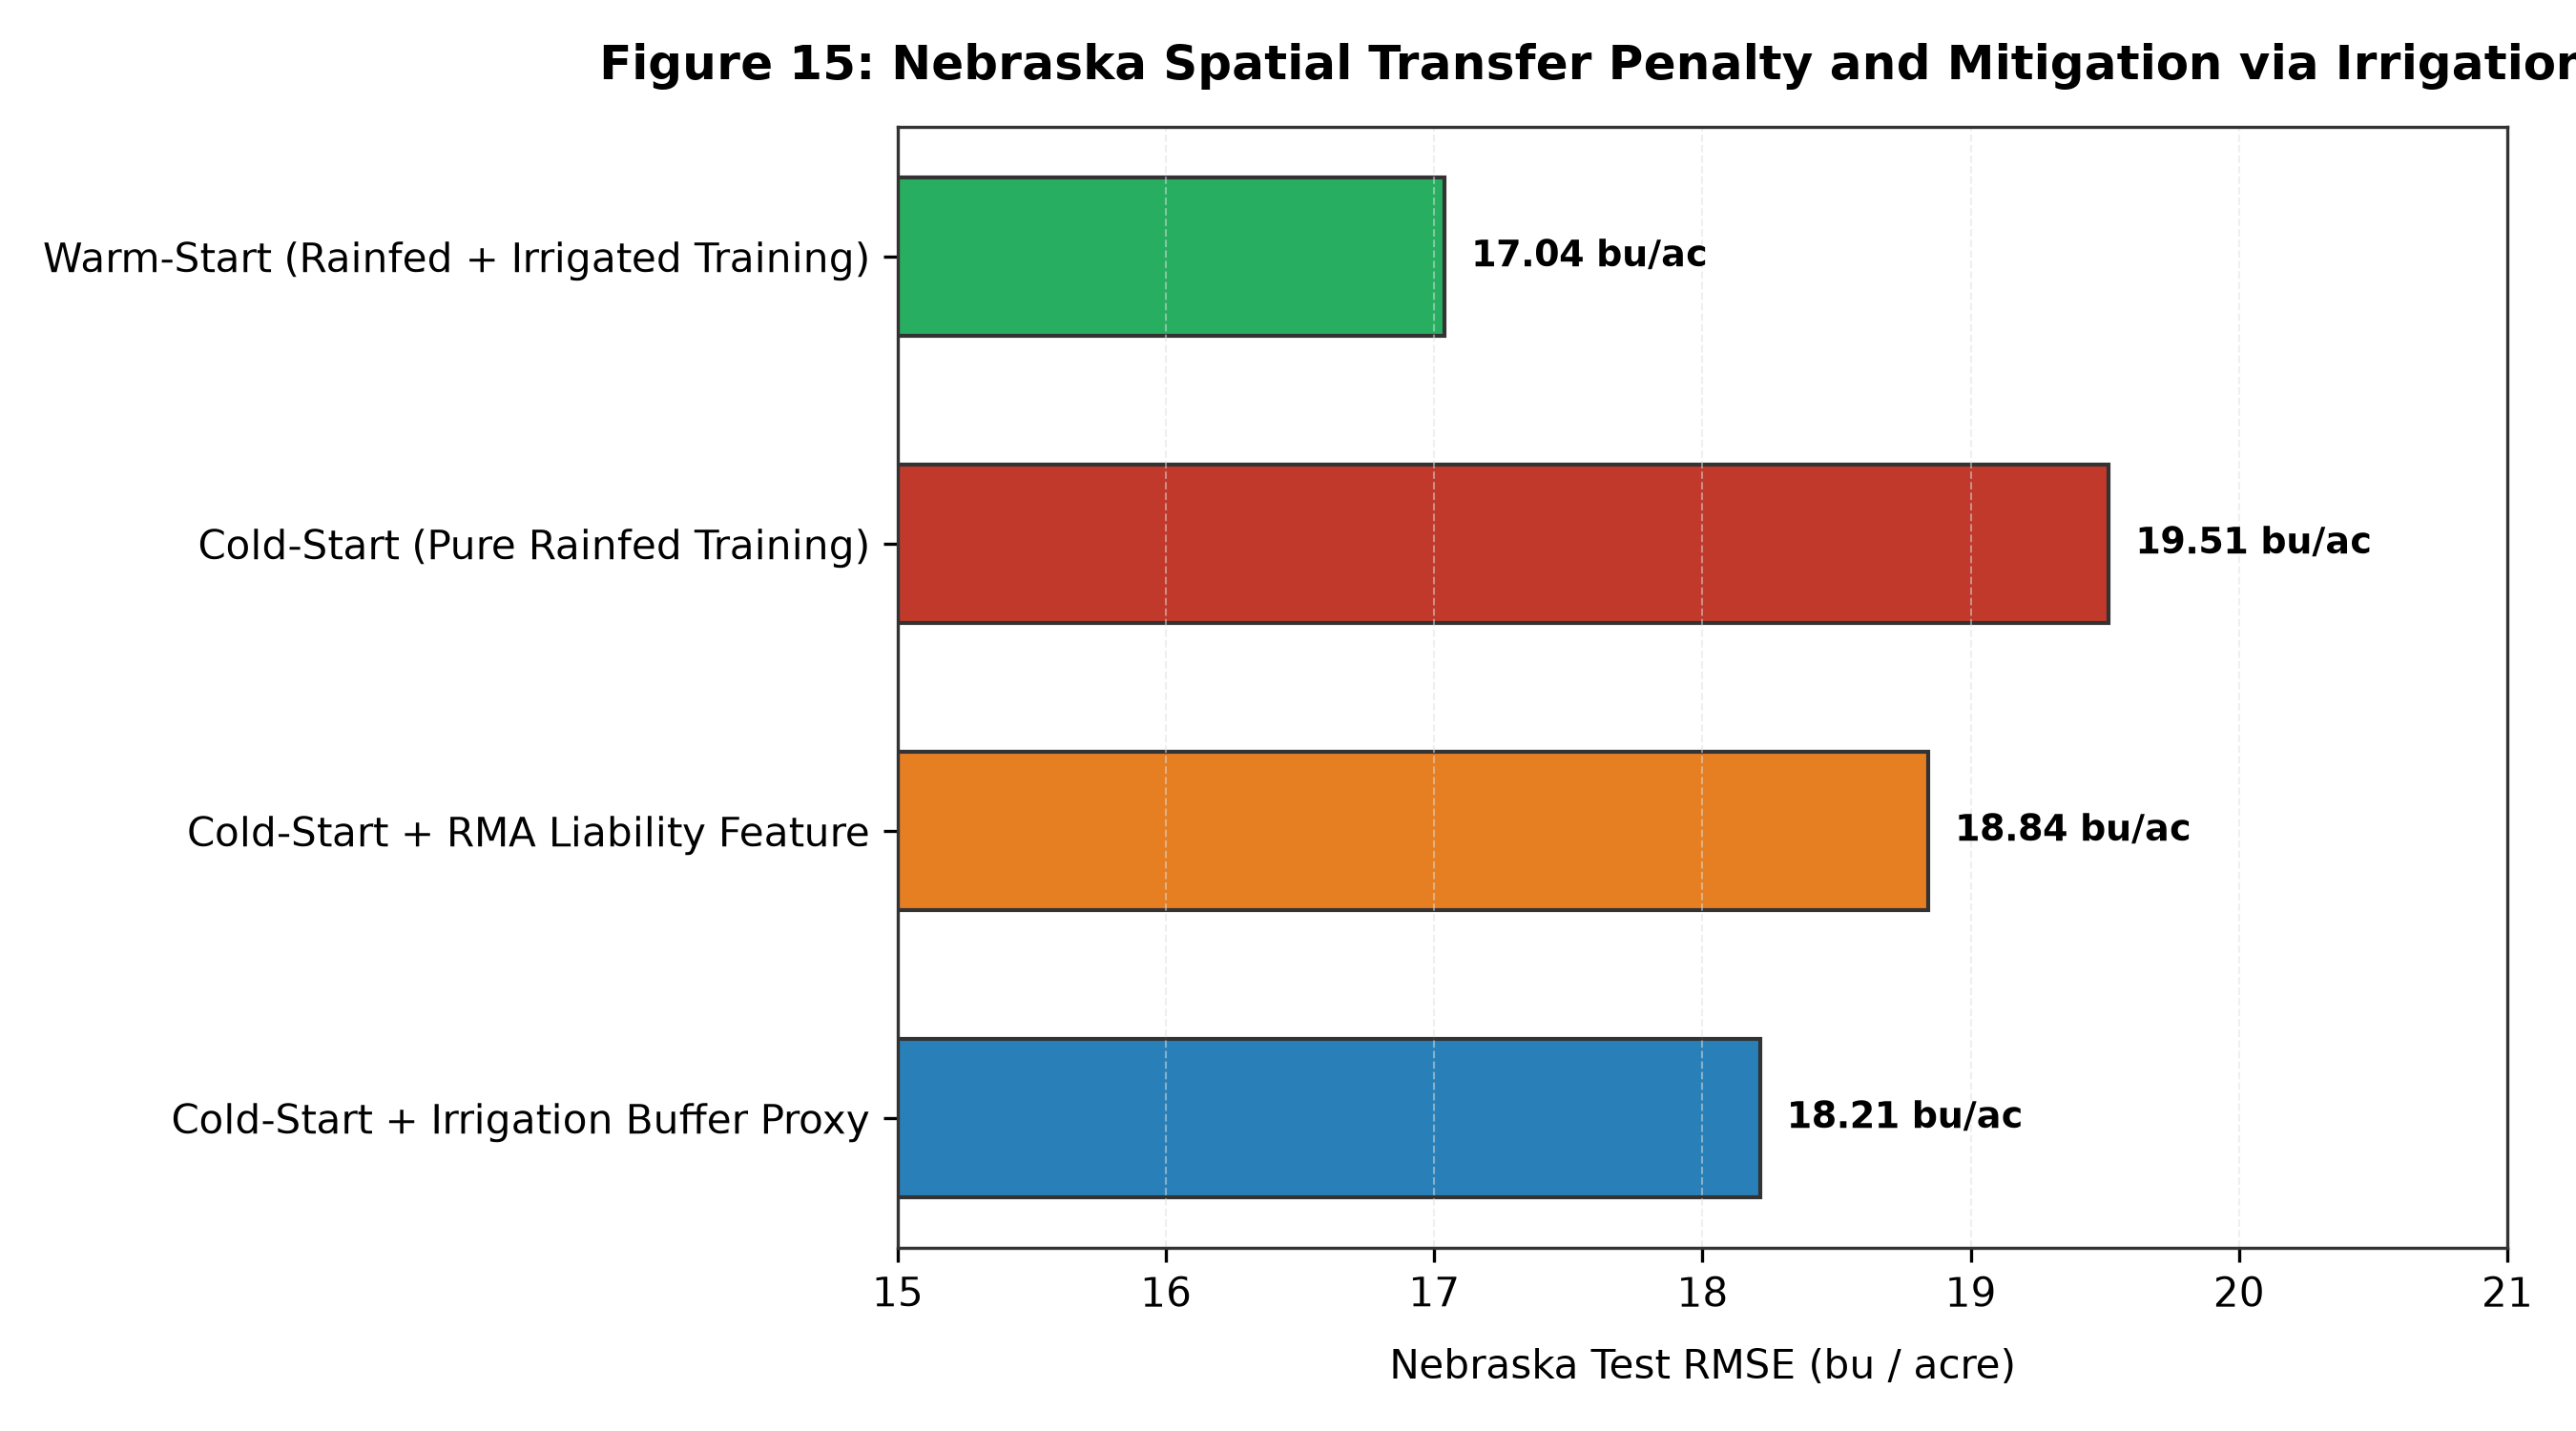 Figure 15: Nebraska Spatial Transfer Penalty and Mitigation via Irrigation
Warm-Start (Rainfed + Irrigated Training)
17.04 bu/ac
Cold-Start (Pure Rainfed Training)
19.51 bu/ac
Cold-Start + RMA Liability Feature
18.84 bu/ac
Cold-Start + Irrigation Buffer Proxy
18.21 bu/ac
15 16 17 18 19 20 21
Nebraska Test RMSE (bu / acre)